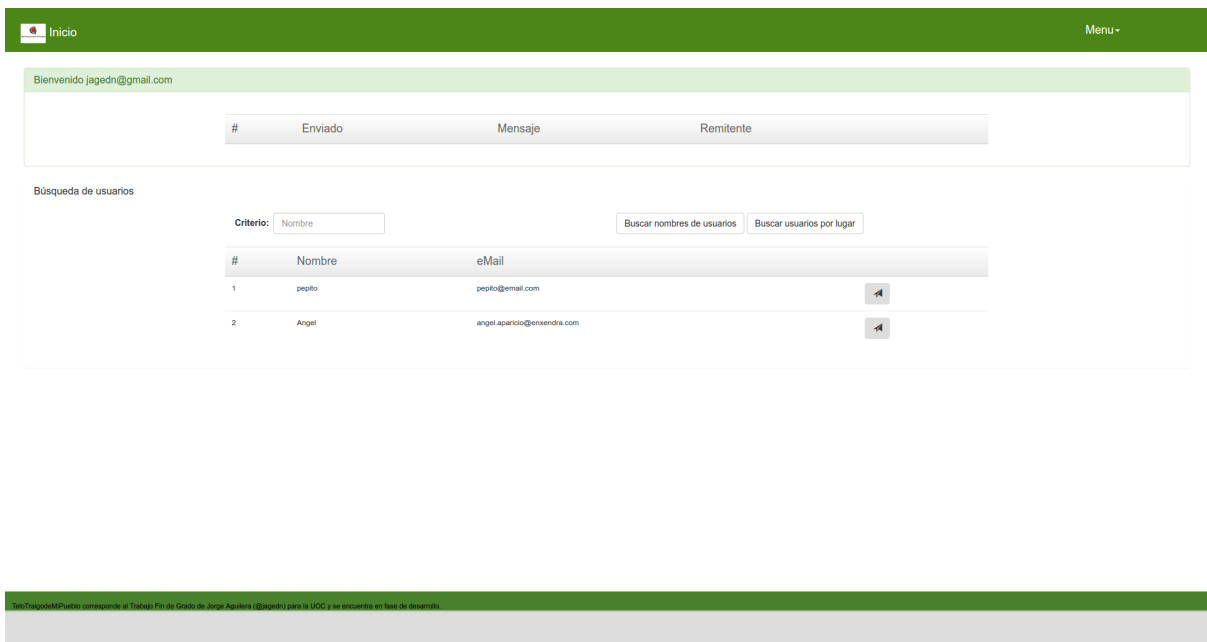 Inicio
Menu
Bienvenido jagedn@gmail.com
# Enviado Mensaje Remitente
Búsqueda de usuarios
Criterio: Nombre Buscar nombres de usuarios Buscar usuarios por lugar
# Nombre eMail
1 pepito pepito@email.com
2 Angel angel.aparicio@enxendra.com
TeloTraigodeMiPueblo corresponde al Trabajo Fin de Grado de Jorge Aguilera (@jagedn) para la UOC y se encuentra en fase de desarrollo.